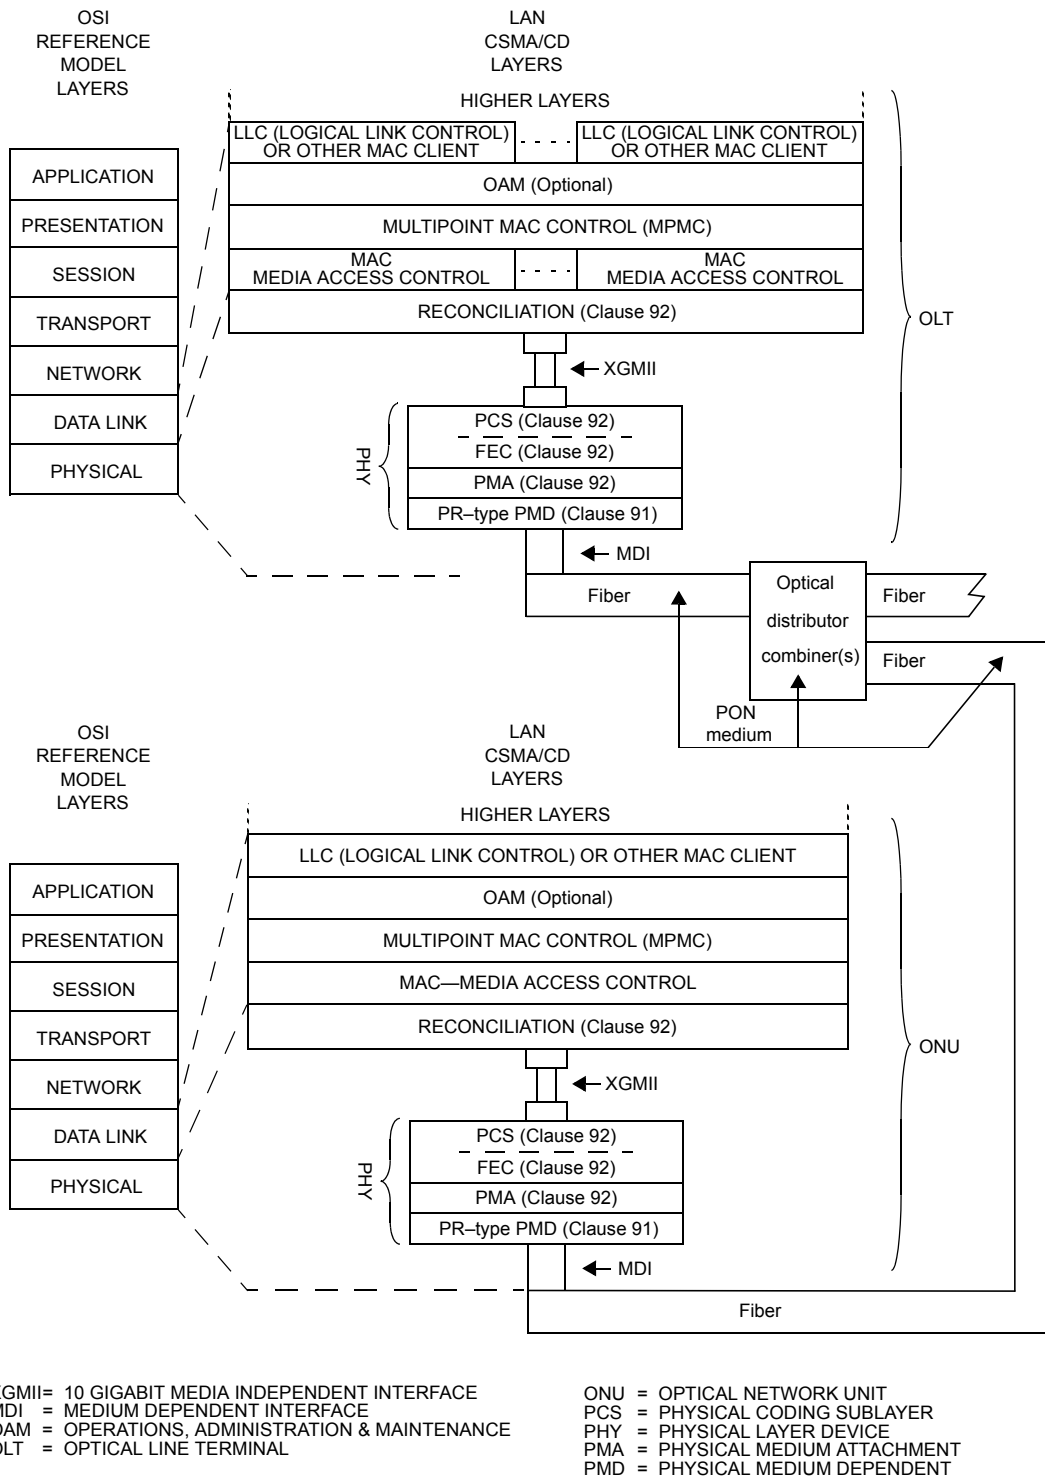 OSI
REFERENCE
MODEL
LAYERS
LAN
CSMA/CD
LAYERS
HIGHER LAYERS
LLC (LOGICAL LINK CONTROL)
OR OTHER MAC CLIENT
LLC (LOGICAL LINK CONTROL)
OR OTHER MAC CLIENT
OAM (Optional)
MULTIPOINT MAC CONTROL (MPMC)
MAC
MEDIA ACCESS CONTROL
MAC
MEDIA ACCESS CONTROL
RECONCILIATION (Clause 92)
APPLICATION
PRESENTATION
SESSION
TRANSPORT
NETWORK
DATA LINK
PHYSICAL
OLT
XGMII
PHY
PCS (Clause 92)
FEC (Clause 92)
PMA (Clause 92)
PR–type PMD (Clause 91)
MDI
Fiber
Optical
distributor
combiner(s)
Fiber
Fiber
PON
medium
OSI
REFERENCE
MODEL
LAYERS
LAN
CSMA/CD
LAYERS
HIGHER LAYERS
LLC (LOGICAL LINK CONTROL) OR OTHER MAC CLIENT
OAM (Optional)
MULTIPOINT MAC CONTROL (MPMC)
MAC—MEDIA ACCESS CONTROL
RECONCILIATION (Clause 92)
APPLICATION
PRESENTATION
SESSION
TRANSPORT
NETWORK
DATA LINK
PHYSICAL
ONU
XGMII
PHY
PCS (Clause 92)
FEC (Clause 92)
PMA (Clause 92)
PR–type PMD (Clause 91)
MDI
Fiber
XGMII= 10 GIGABIT MEDIA INDEPENDENT INTERFACE
MDI = MEDIUM DEPENDENT INTERFACE
OAM = OPERATIONS, ADMINISTRATION & MAINTENANCE
OLT = OPTICAL LINE TERMINAL
ONU = OPTICAL NETWORK UNIT
PCS = PHYSICAL CODING SUBLAYER
PHY = PHYSICAL LAYER DEVICE
PMA = PHYSICAL MEDIUM ATTACHMENT
PMD = PHYSICAL MEDIUM DEPENDENT